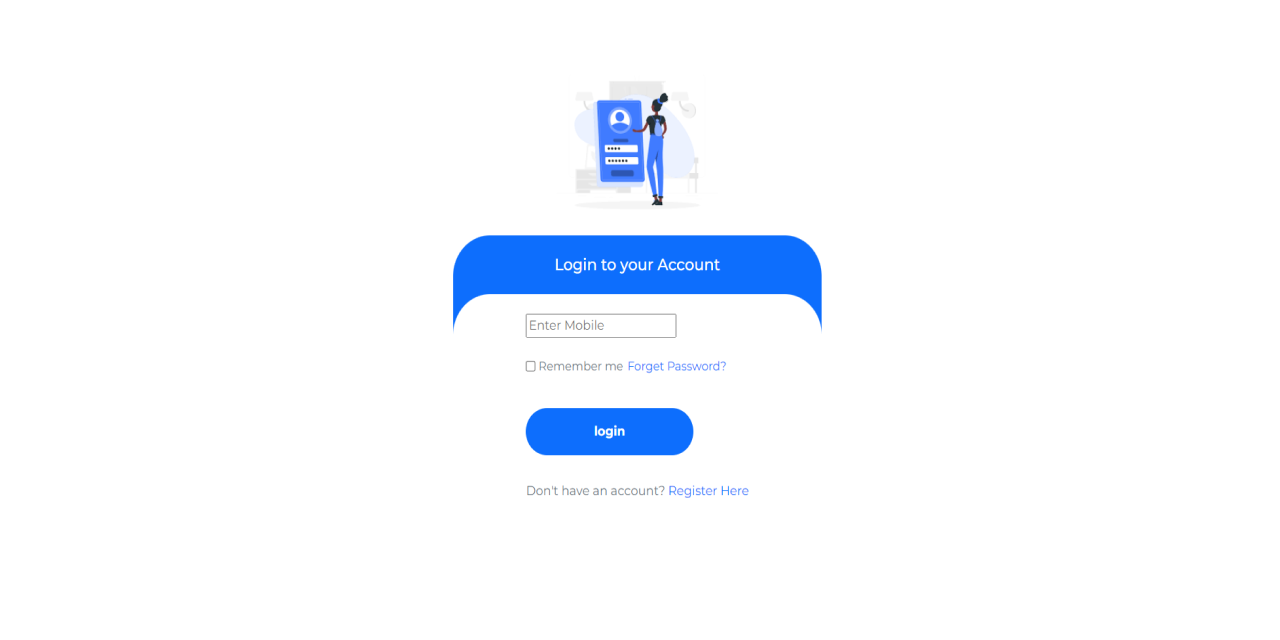 Login to your Account
Enter Mobile
Remember me Forget Password?
login
Don't have an account? Register Here